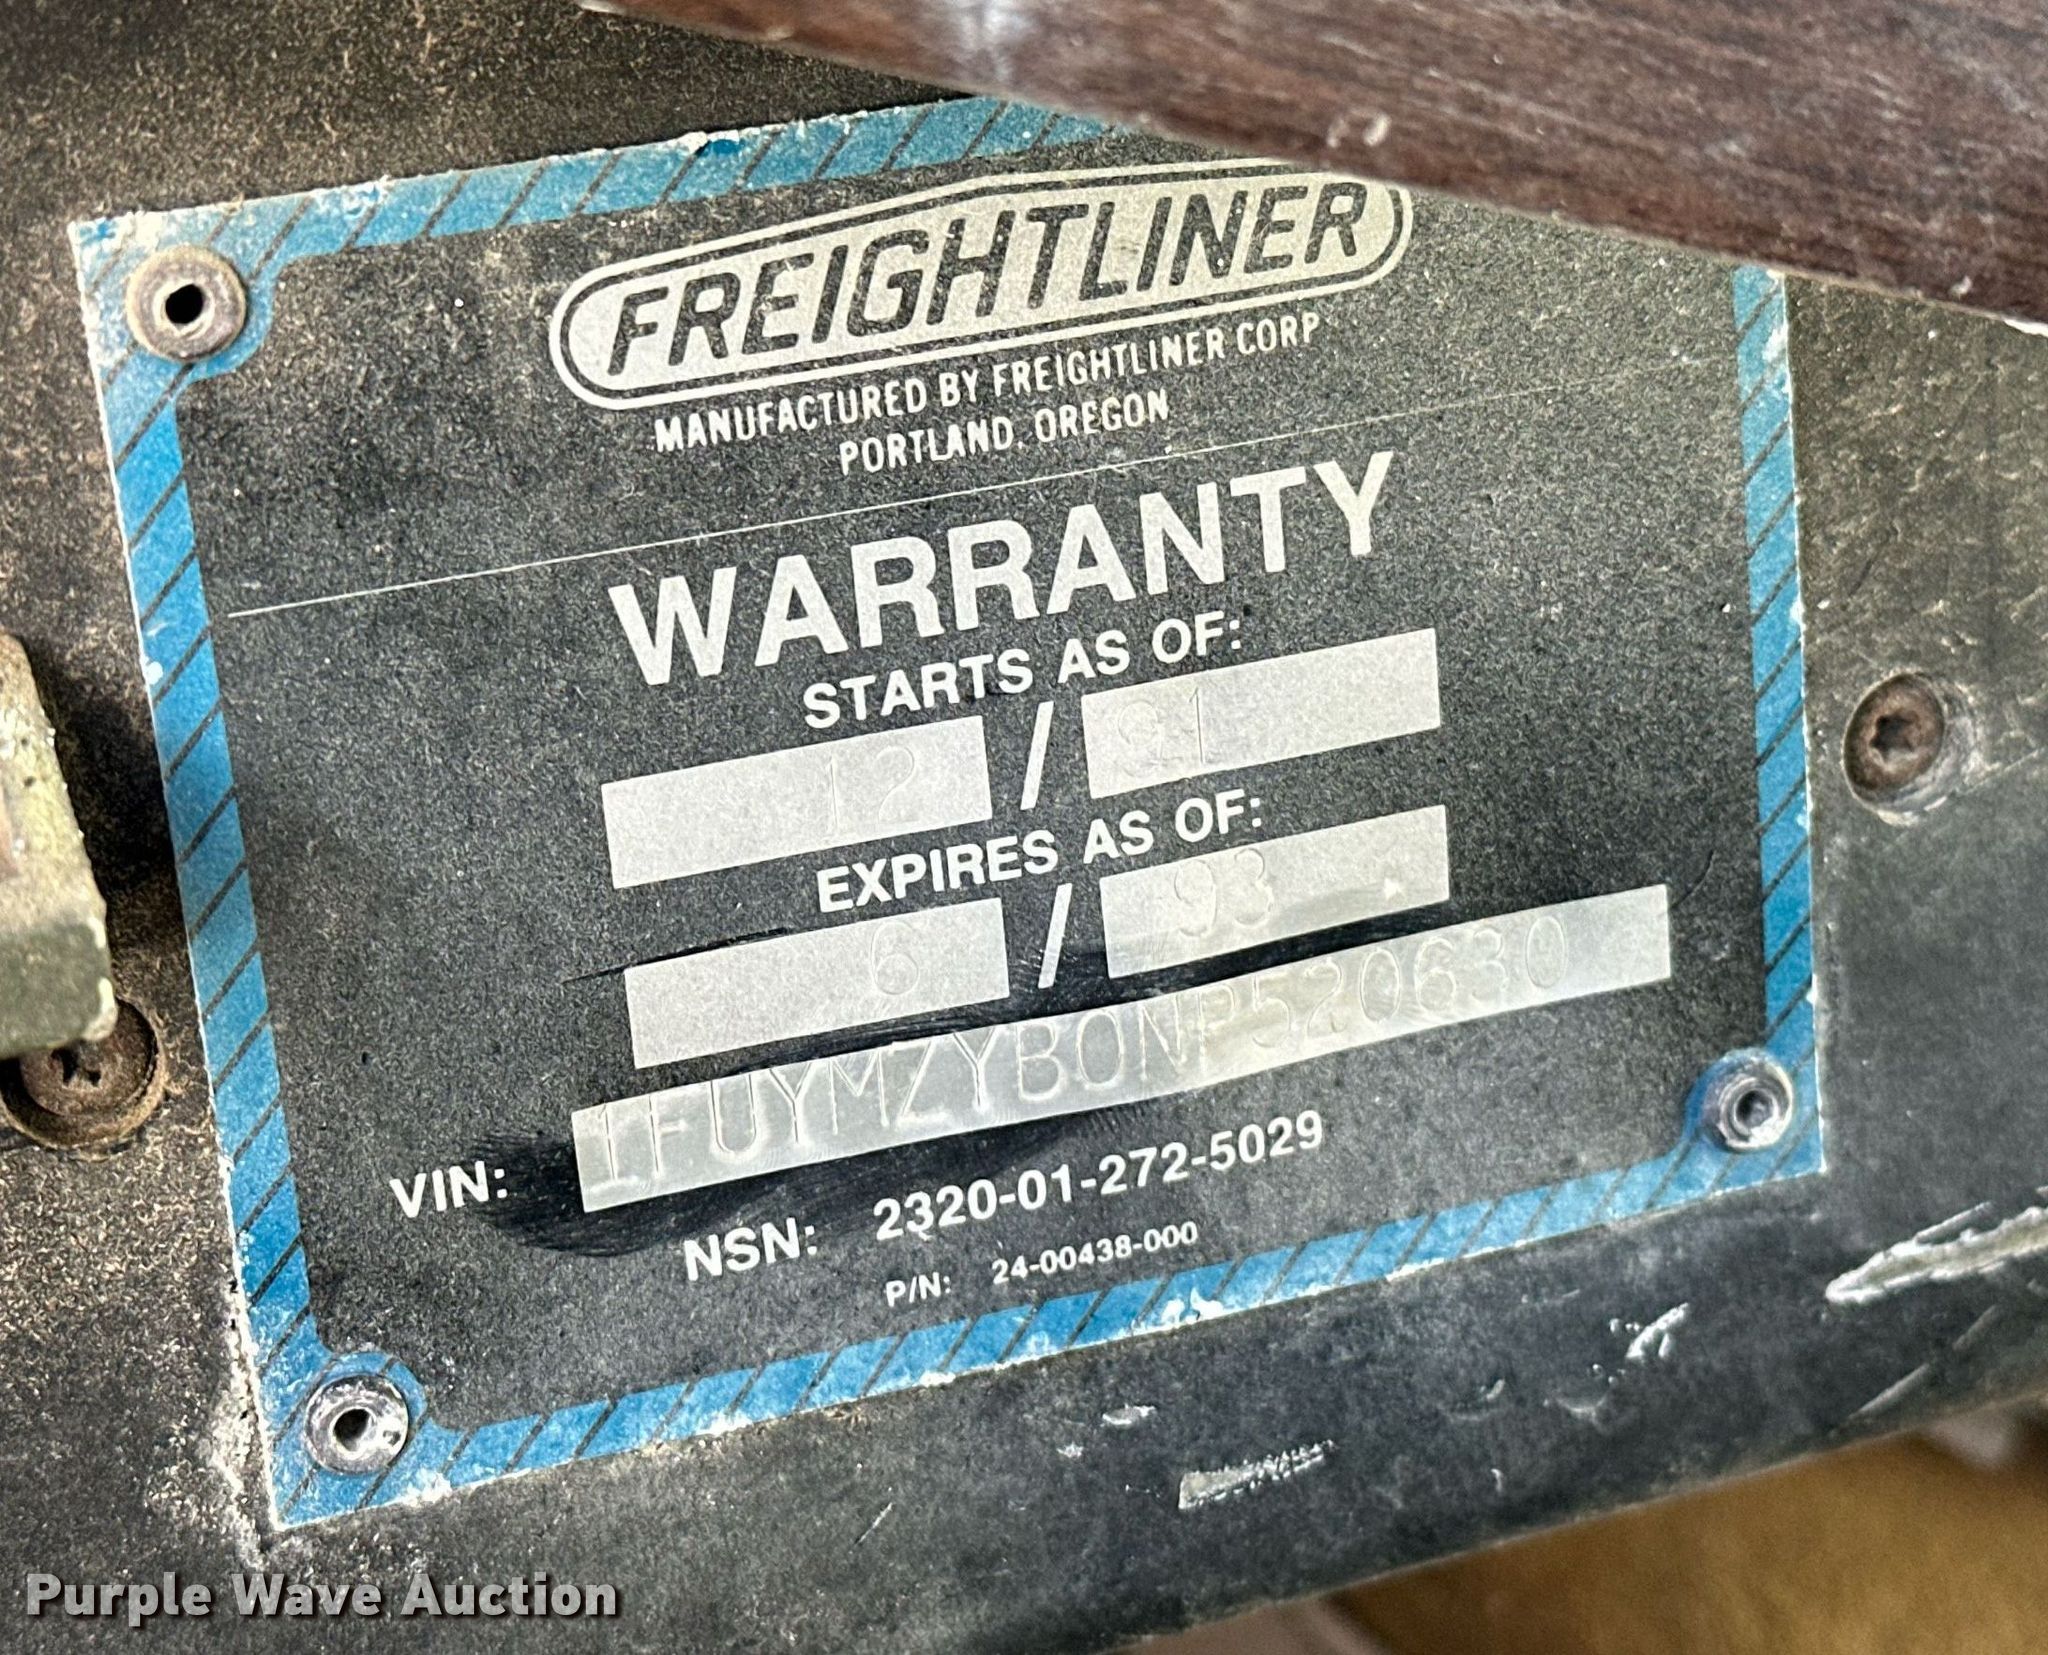 FREIGHTLINER
MANUFACTURED BY FREIGHTLINER CORP
PORTLAND, OREGON
WARRANTY
STARTS AS OF:
12 / 91
EXPIRES AS OF:
6 / 93
VIN: 1FUYMZYB0NP520630
NSN: 2320-01-272-5029
P/N: 24-00438-000
Purple Wave Auction